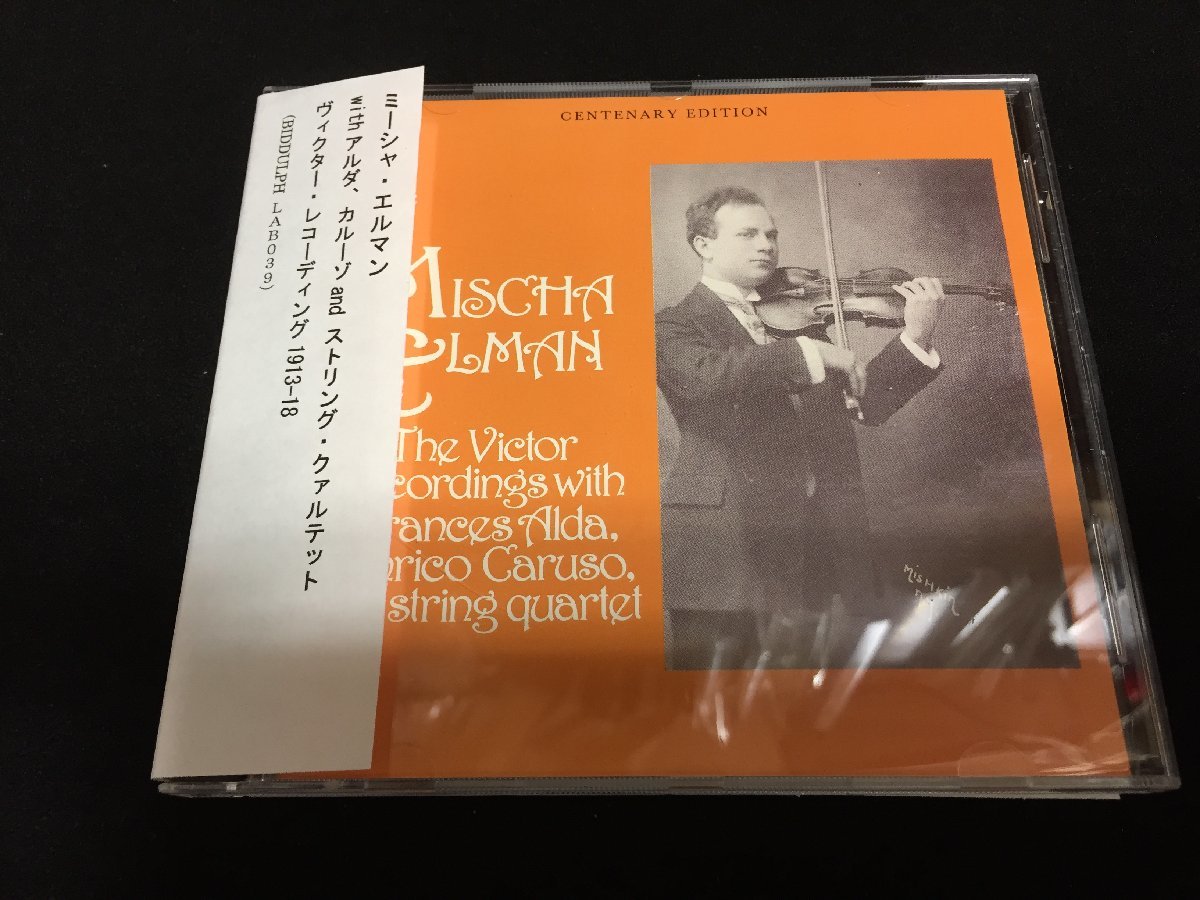 ミーシャ・エルマン
withアルダ、カルーゾ and ストリング・クァルテット
ヴィクター・レコーディング 1913-18
(BIDDULPH LAB039)
CENTENARY EDITION
MISCHA
ELMAN
The Victor
cordings with
rances Alda,
nrico Caruso,
string quartet